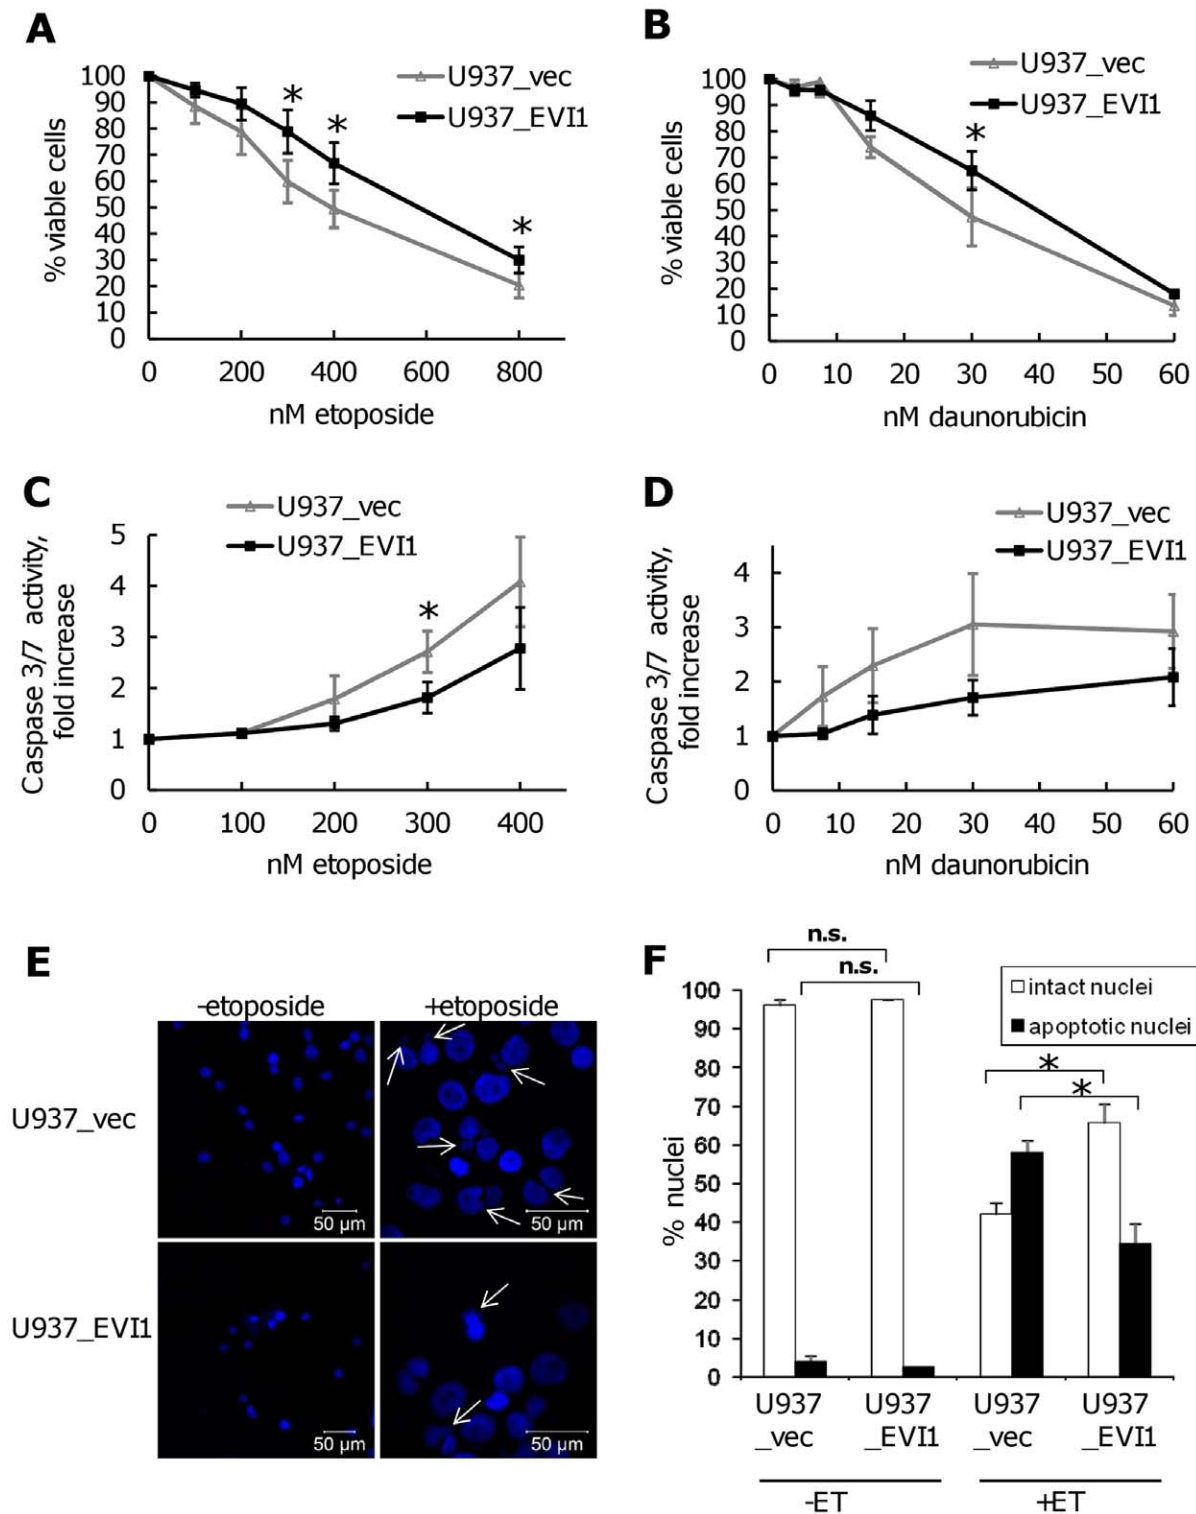 A
U937_vec
U937_EVI1
% viable cells
100
90
80
70
60
50
40
30
20
10
0
*
*
*
0 200 400 600 800
nM etoposide
B
U937_vec
U937_EVI1
% viable cells
100
90
80
70
60
50
40
30
20
10
0
*
0 10 20 30 40 50 60
nM daunorubicin
C
U937_vec
U937_EVI1
Caspase 3/7 activity,
fold increase
5
4
3
2
1
0
*
0 100 200 300 400
nM etoposide
D
U937_vec
U937_EVI1
Caspase 3/7 activity,
fold increase
4
3
2
1
0
0 10 20 30 40 50 60
nM daunorubicin
E
-etoposide +etoposide
U937_vec
50 µm 50 µm
U937_EVI1
50 µm 50 µm
F
n.s.
n.s.
intact nuclei
apoptotic nuclei
*
*
% nuclei
100
90
80
70
60
50
40
30
20
10
0
U937 U937 U937 U937
_vec _EVI1 _vec _EVI1
-ET +ET